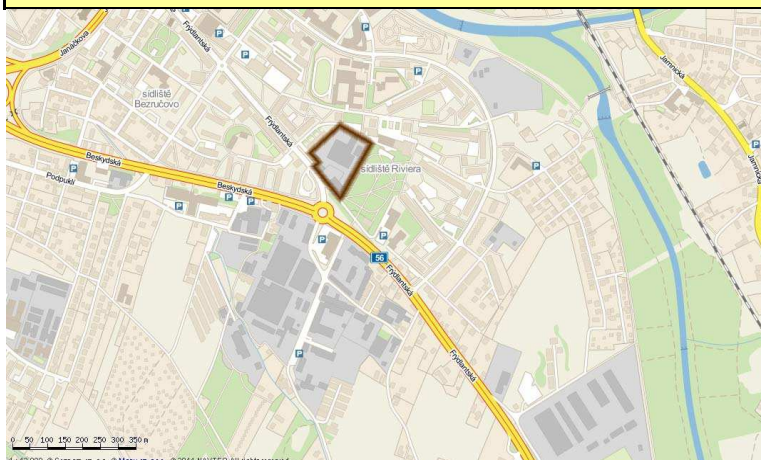 Janáčkova
Frýdlantská
P
P
P
sídliště
Bezručovo
P
Frýdlantská
Jamnická
Jamnická
Beskydská
sídliště Riviera
P
P
Podpuklí
Beskydská
P
P
P
P
56
Frýdlantská
Frýdlantská
P
0 50 100 150 200 250 300 350 m